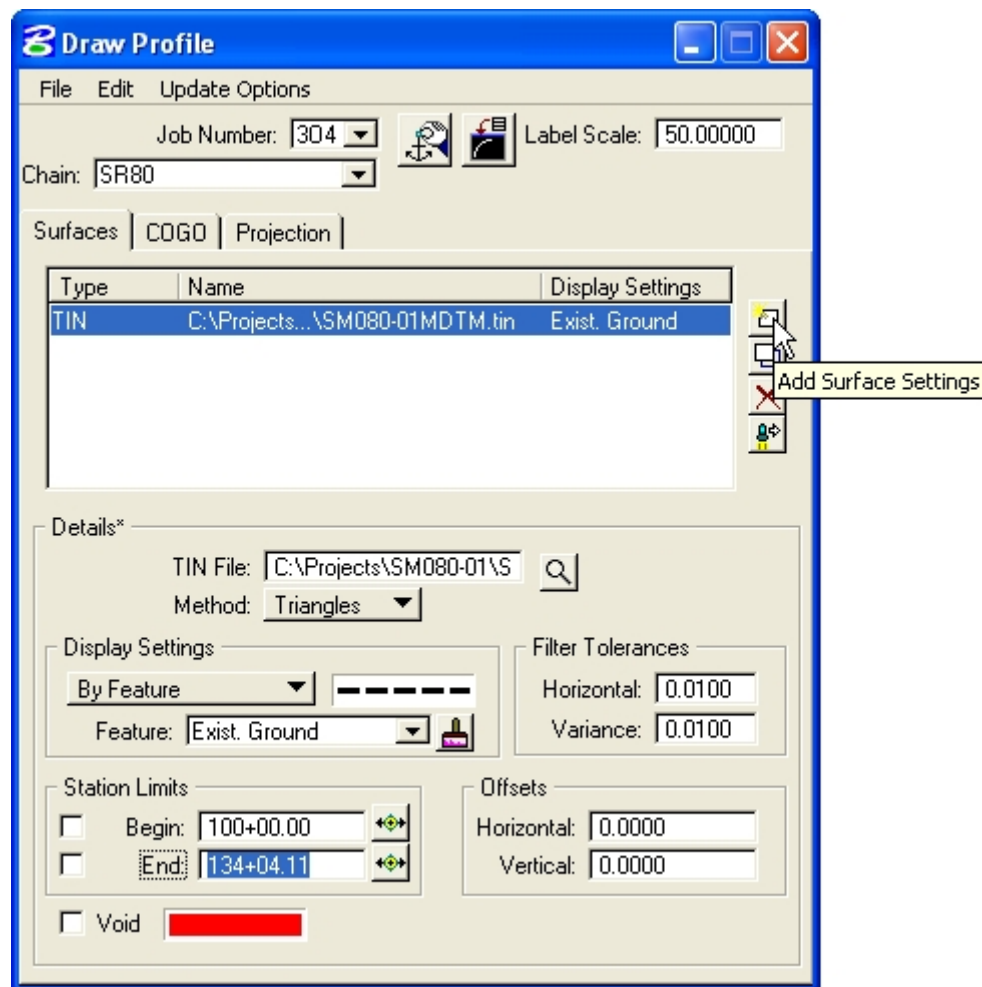 Draw Profile
File Edit Update Options
Job Number: 304 Label Scale: 50.00000
Chain: SR80
Surfaces COGO Projection
Type Name Display Settings
TIN C:\Projects...\SM080-01MDTM.tin Exist. Ground
Add Surface Settings
Details*
TIN File: C:\Projects\SM080-01\S
Method: Triangles
Display Settings Filter Tolerances
By Feature Horizontal: 0.0100
Feature: Exist. Ground Variance: 0.0100
Station Limits Offsets
Begin: 100+00.00 Horizontal: 0.0000
End: 134+04.11 Vertical: 0.0000
Void